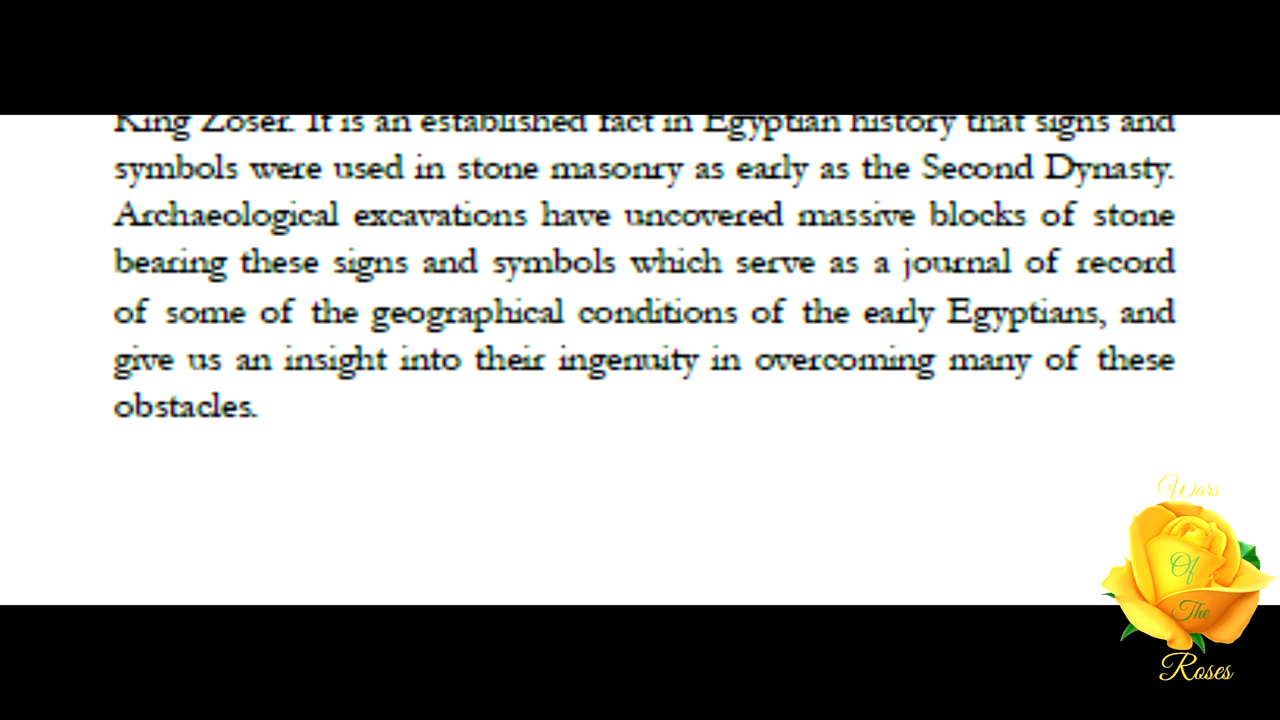 King Zoser. It is an established fact in Egyptian history that signs and
symbols were used in stone masonry as early as the Second Dynasty.
Archaeological excavations have uncovered massive blocks of stone
bearing these signs and symbols which serve as a journal of record
of some of the geographical conditions of the early Egyptians, and
give us an insight into their ingenuity in overcoming many of these
obstacles.
Wars
Of
The
Roses